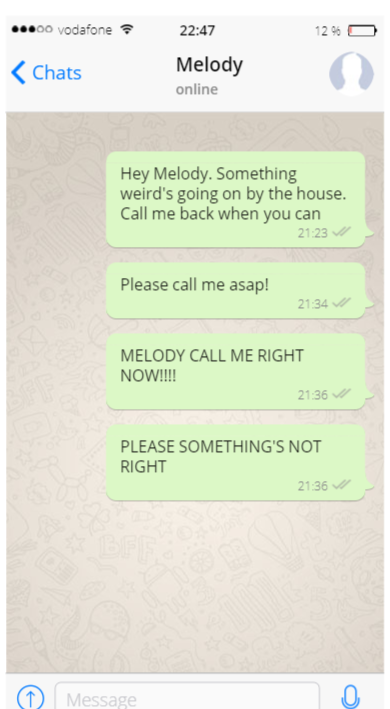 vodafone 22:47 12 %
Chats Melody
online
Hey Melody. Something
weird's going on by the house.
Call me back when you can
21:23
Please call me asap!
21:34
MELODY CALL ME RIGHT
NOW!!!!
21:36
PLEASE SOMETHING'S NOT
RIGHT
21:36
BFF
Message